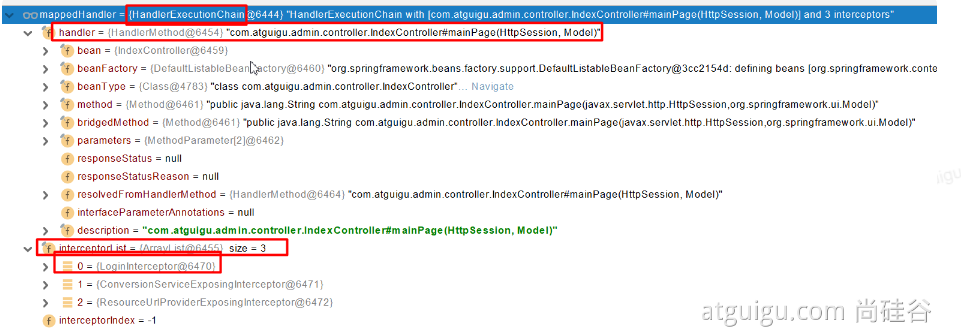 mappedHandler = {HandlerExecutionChain@6444} "HandlerExecutionChain with [com.atguigu.admin.controller.IndexController#mainPage(HttpSession, Model)] and 3 interceptors"
handler = {HandlerMethod@6454} "com.atguigu.admin.controller.IndexController#mainPage(HttpSession, Model)"
bean = {IndexController@6459}
beanFactory = {DefaultListableBeanFactory@6460} "org.springframework.beans.factory.support.DefaultListableBeanFactory@3cc2154d: defining beans [org.springframework.conte
beanType = {Class@4783} "class com.atguigu.admin.controller.IndexController"... Navigate
method = {Method@6461} "public java.lang.String com.atguigu.admin.controller.IndexController.mainPage(javax.servlet.http.HttpSession,org.springframework.ui.Model)"
bridgedMethod = {Method@6461} "public java.lang.String com.atguigu.admin.controller.IndexController.mainPage(javax.servlet.http.HttpSession,org.springframework.ui.Model)"
parameters = {MethodParameter[2]@6462}
responseStatus = null
responseStatusReason = null
resolvedFromHandlerMethod = {HandlerMethod@6464} "com.atguigu.admin.controller.IndexController#mainPage(HttpSession, Model)"
interfaceParameterAnnotations = null
description = "com.atguigu.admin.controller.IndexController#mainPage(HttpSession, Model)"
interceptorList = {ArrayList@6455} size = 3
0 = {LoginInterceptor@6470}
1 = {ConversionServiceExposingInterceptor@6471}
2 = {ResourceUrlProviderExposingInterceptor@6472}
interceptorIndex = -1
atguigu.com 尚硅谷